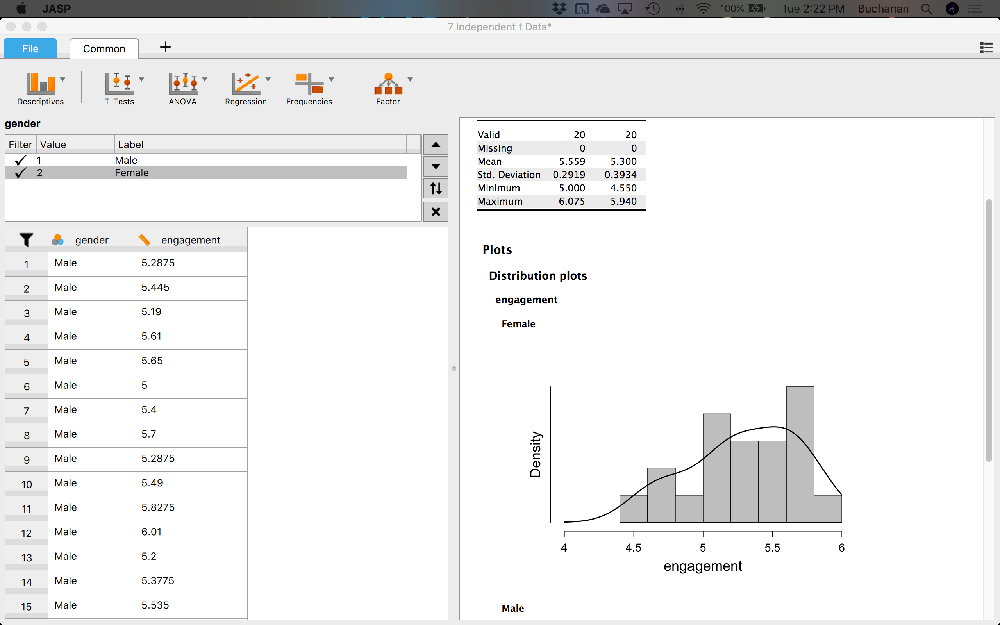 JASP 100% Tue 2:22 PM Buchanan
7 Independent t Data*
File Common +
Descriptives T-Tests ANOVA Regression Frequencies Factor
gender
Filter Value Label
1 Male
2 Female
gender engagement
1 Male 5.2875
2 Male 5.445
3 Male 5.19
4 Male 5.61
5 Male 5.65
6 Male 5
7 Male 5.4
8 Male 5.7
9 Male 5.2875
10 Male 5.49
11 Male 5.8275
12 Male 6.01
13 Male 5.2
14 Male 5.3775
15 Male 5.535
Valid 20 20
Missing 0 0
Mean 5.559 5.300
Std. Deviation 0.2919 0.3934
Minimum 5.000 4.550
Maximum 6.075 5.940
Plots
Distribution plots
engagement
Female
Density
4 4.5 5 5.5 6
engagement
Male